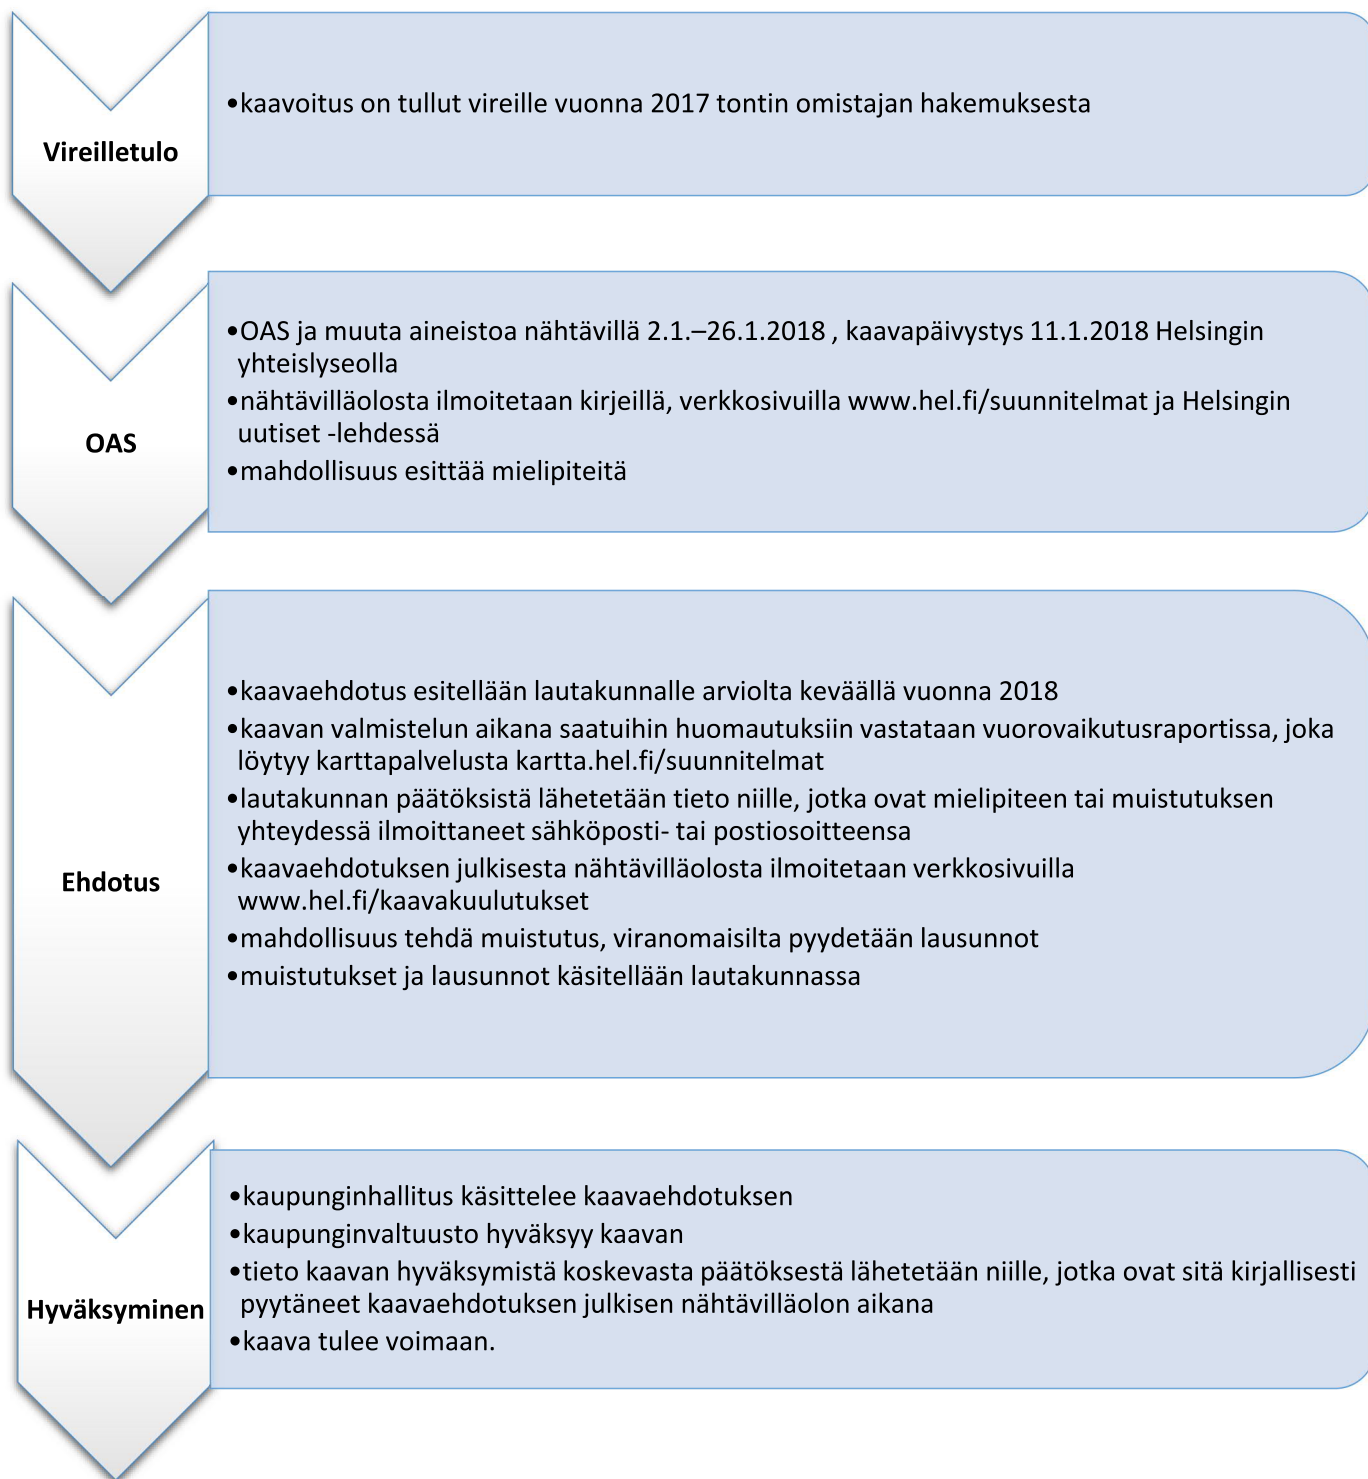 Vireilletulo
•kaavoitus on tullut vireille vuonna 2017 tontin omistajan hakemuksesta
OAS
•OAS ja muuta aineistoa nähtävillä 2.1.–26.1.2018 , kaavapäivystys 11.1.2018 Helsingin
yhteislyseolla
•nähtävilläolosta ilmoitetaan kirjeillä, verkkosivuilla www.hel.fi/suunnitelmat ja Helsingin
uutiset -lehdessä
•mahdollisuus esittää mielipiteitä
Ehdotus
•kaavaehdotus esitellään lautakunnalle arviolta keväällä vuonna 2018
•kaavan valmistelun aikana saatuihin huomautuksiin vastataan vuorovaikutusraportissa, joka
löytyy karttapalvelusta kartta.hel.fi/suunnitelmat
•lautakunnan päätöksistä lähetetään tieto niille, jotka ovat mielipiteen tai muistutuksen
yhteydessä ilmoittaneet sähköposti- tai postiosoitteensa
•kaavaehdotuksen julkisesta nähtävilläolosta ilmoitetaan verkkosivuilla
www.hel.fi/kaavakuulutukset
•mahdollisuus tehdä muistutus, viranomaisilta pyydetään lausunnot
•muistutukset ja lausunnot käsitellään lautakunnassa
Hyväksyminen
•kaupunginhallitus käsittelee kaavaehdotuksen
•kaupunginvaltuusto hyväksyy kaavan
•tieto kaavan hyväksymistä koskevasta päätöksestä lähetetään niille, jotka ovat sitä kirjallisesti
pyytäneet kaavaehdotuksen julkisen nähtävilläolon aikana
•kaava tulee voimaan.